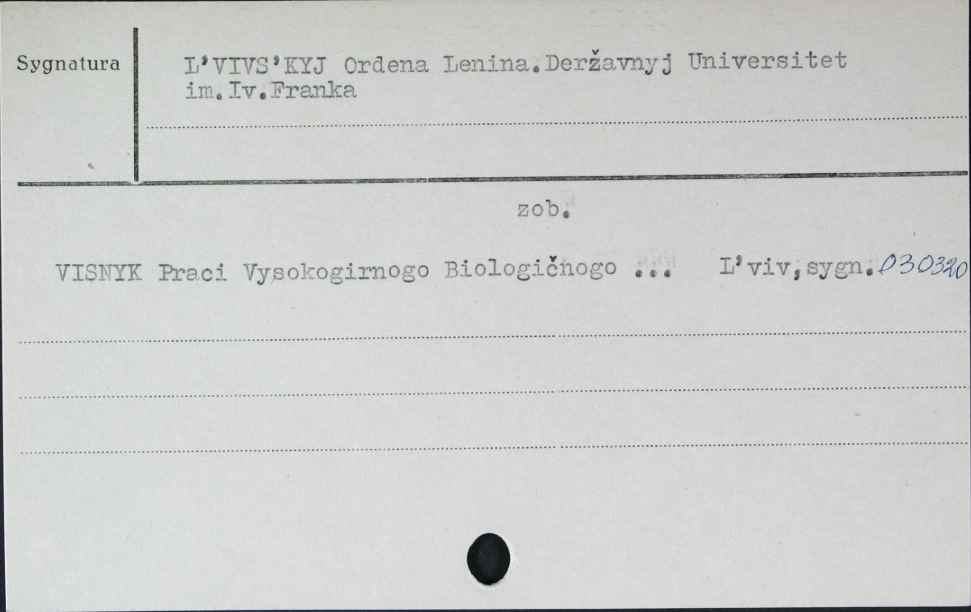 Sygnatura
L'VIVS'KYJ Ordena Lenina.Deržavnyj Universitet
im.Iv.Franka
zob.
VISNYK Praci Vysokogirnogo Biologičnogo ... L'viv,sygn.030320